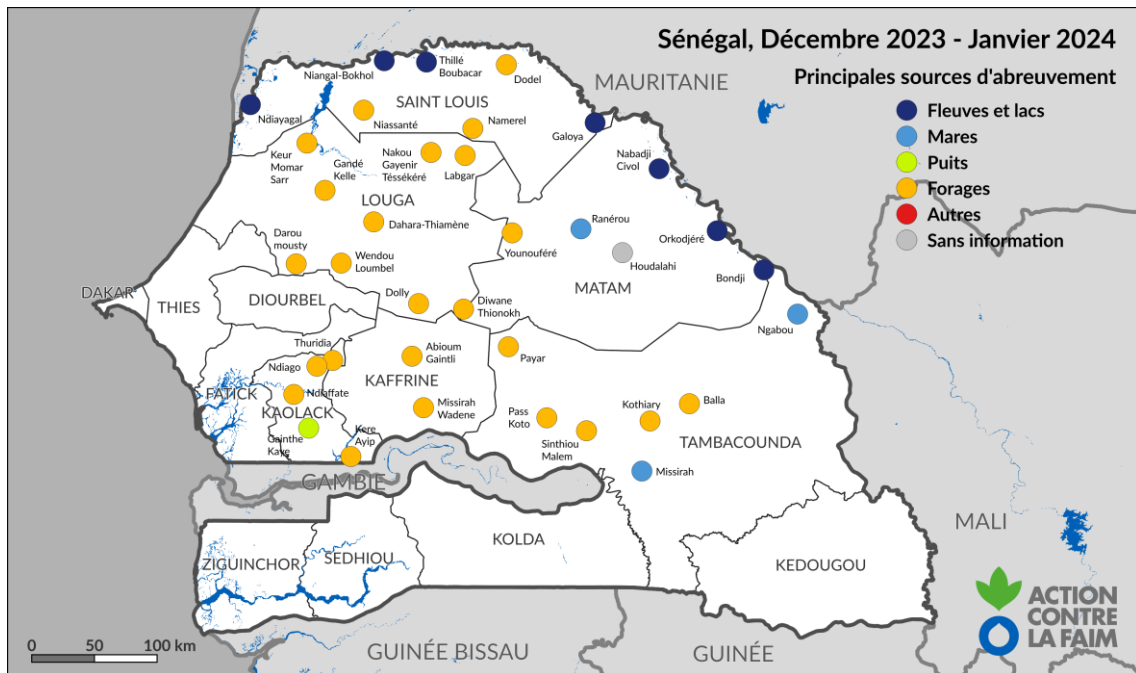 Sénégal, Décembre 2023 - Janvier 2024
Principales sources d'abreuvement
Fleuves et lacs
Mares
Puits
Forages
Autres
Sans information
MAURITANIE
Niangal-Bokhol
Thillé
Boubacar
Dodel
SAINT LOUIS
Ndiayagal
Niassanté
Namerel
Galoya
Keur
Momar
Sarr
Gandé
Kelle
Nakou
Gayenir
Téssékéré
Labgar
Nabadji
Civol
LOUGA
Dahara-Thiamène
Ranérou
Orkodjéré
Darou
mousty
Wendou
Loumbel
Younouféré
Houdalahi
Bondji
DAKAR
THIES
DIOURBEL
Dolly
Diwane
Thionokh
MATAM
Ngabou
Thuridia
Ndiago
Abioum
Gaintli
Payar
KAFFRINE
FATICK
Ndiaffate
KAOLACK
Missirah
Wadene
Pass
Koto
Kothiary
Balla
Gainthe
Kaye
Kere
Ayip
Sinthiou
Malem
TAMBACOUNDA
Missirah
GAMBIE
MALI
ZIGUINCHOR
SEDHIOU
KOLDA
KEDOUGOU
GUINÉE BISSAU
GUINÉE
0 50 100 km
ACTION
CONTRE
LA FAIM